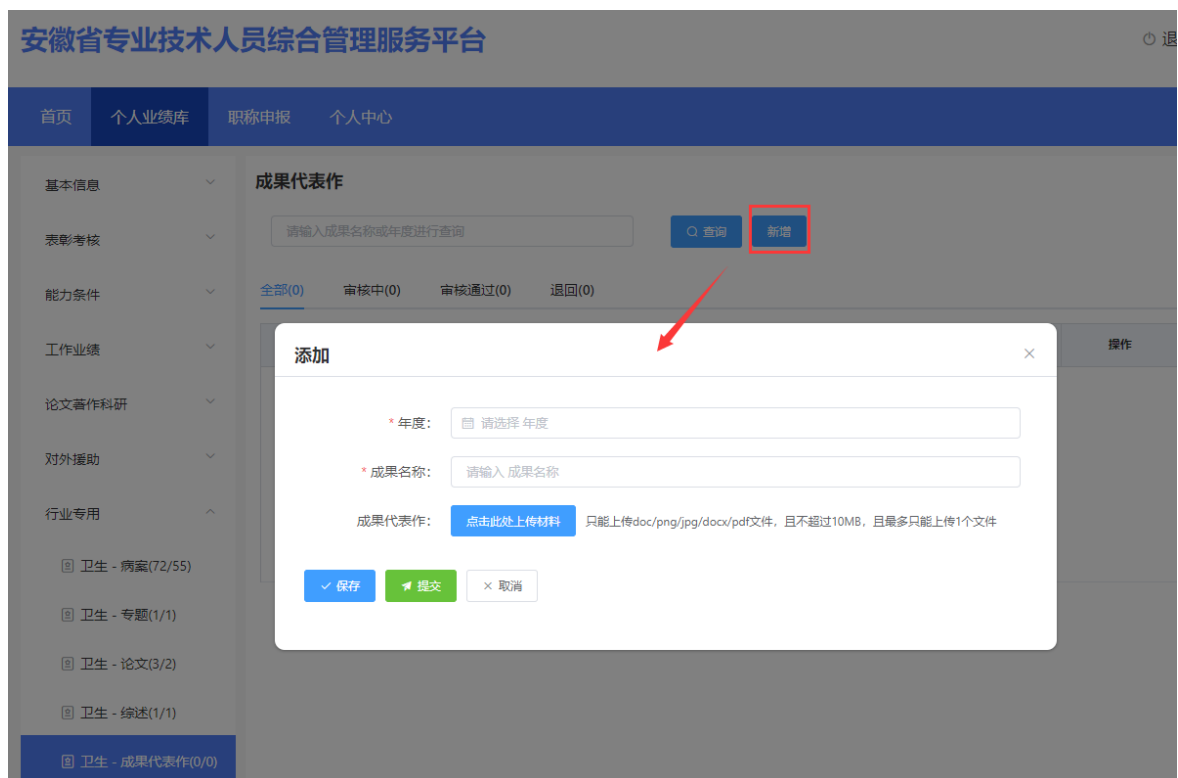 安徽省专业技术人员综合管理服务平台
退
首页 个人业绩库 职称申报 个人中心
基本信息
表彰考核
能力条件
工作业绩
论文著作科研
对外援助
行业专用
卫生 - 病案(72/55)
卫生 - 专题(1/1)
卫生 - 论文(3/2)
卫生 - 综述(1/1)
卫生 - 成果代表作(0/0)
成果代表作
请输入成果名称或年度进行查询 查询 新增
全部(0) 审核中(0) 审核通过(0) 退回(0)
操作
添加
* 年度： 请选择 年度
* 成果名称： 请输入 成果名称
成果代表作： 点击此处上传材料 只能上传doc/png/jpg/docx/pdf文件，且不超过10MB，且最多只能上传1个文件
保存 提交 取消